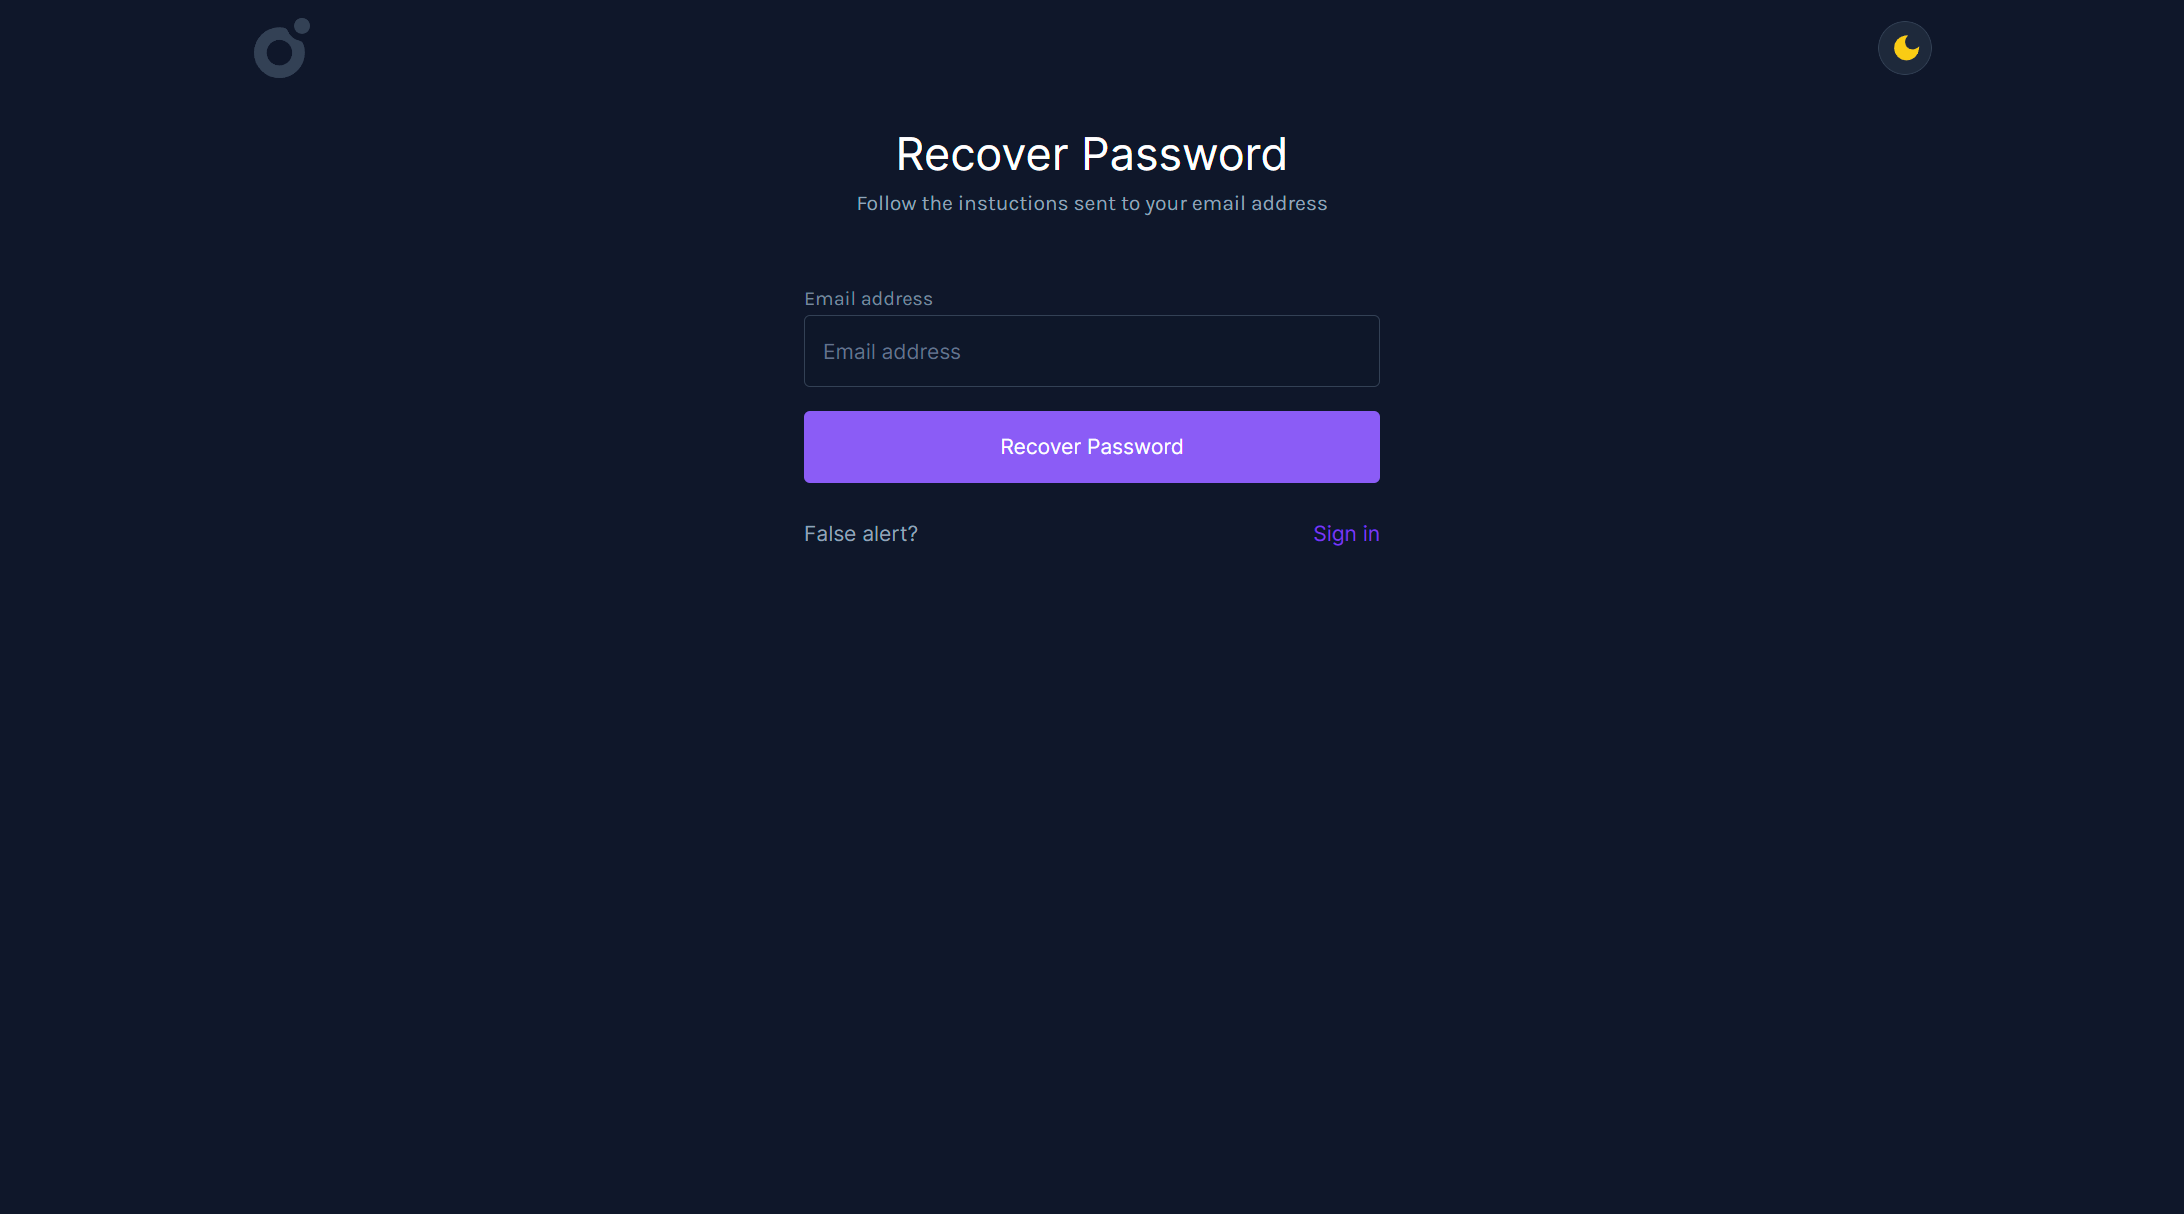 Recover Password
Follow the instuctions sent to your email address
Email address
Email address
Recover Password
False alert? Sign in